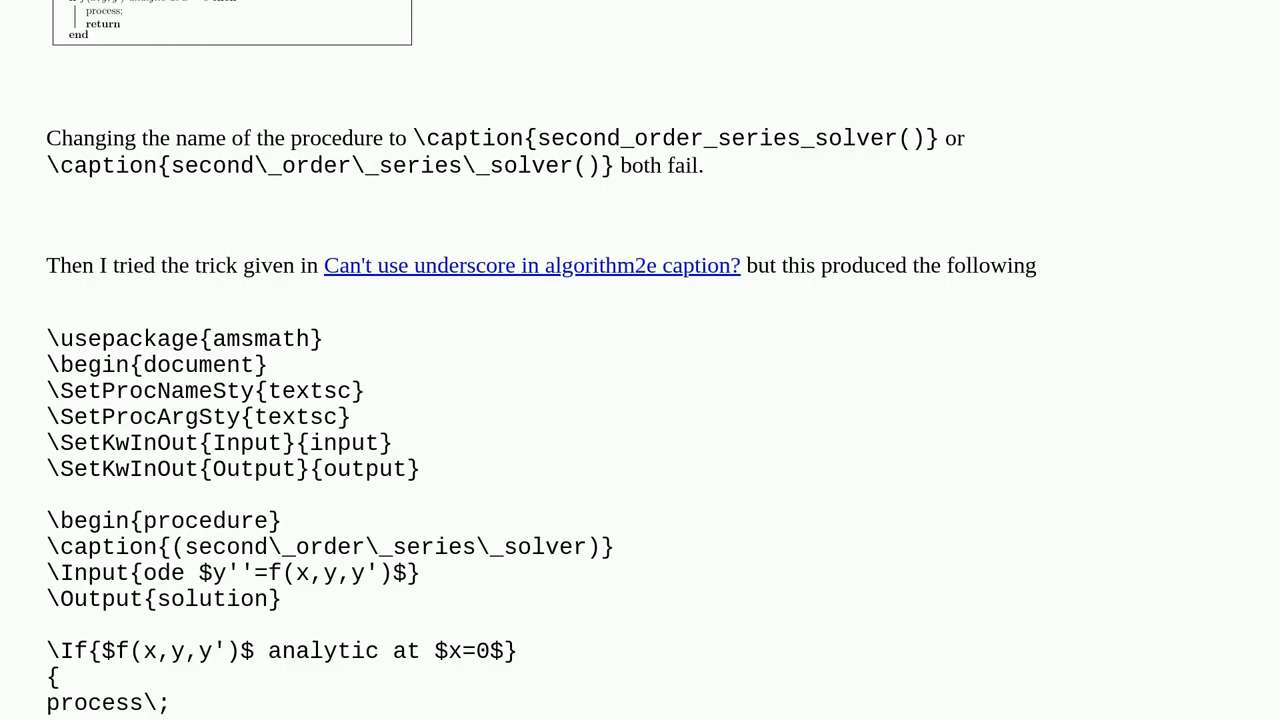 process;
return
end
Changing the name of the procedure to \caption{second_order_series_solver()} or
\caption{second\_order\_series\_solver()} both fail.
Then I tried the trick given in Can't use underscore in algorithm2e caption? but this produced the following
\usepackage{amsmath}
\begin{document}
\SetProcNameSty{textsc}
\SetProcArgSty{textsc}
\SetKwInOut{Input}{input}
\SetKwInOut{Output}{output}
\begin{procedure}
\caption{(second\_order\_series\_solver)}
\Input{ode $y''=f(x,y,y')$}
\Output{solution}
\If{$f(x,y,y')$ analytic at $x=0$}
{
process\;